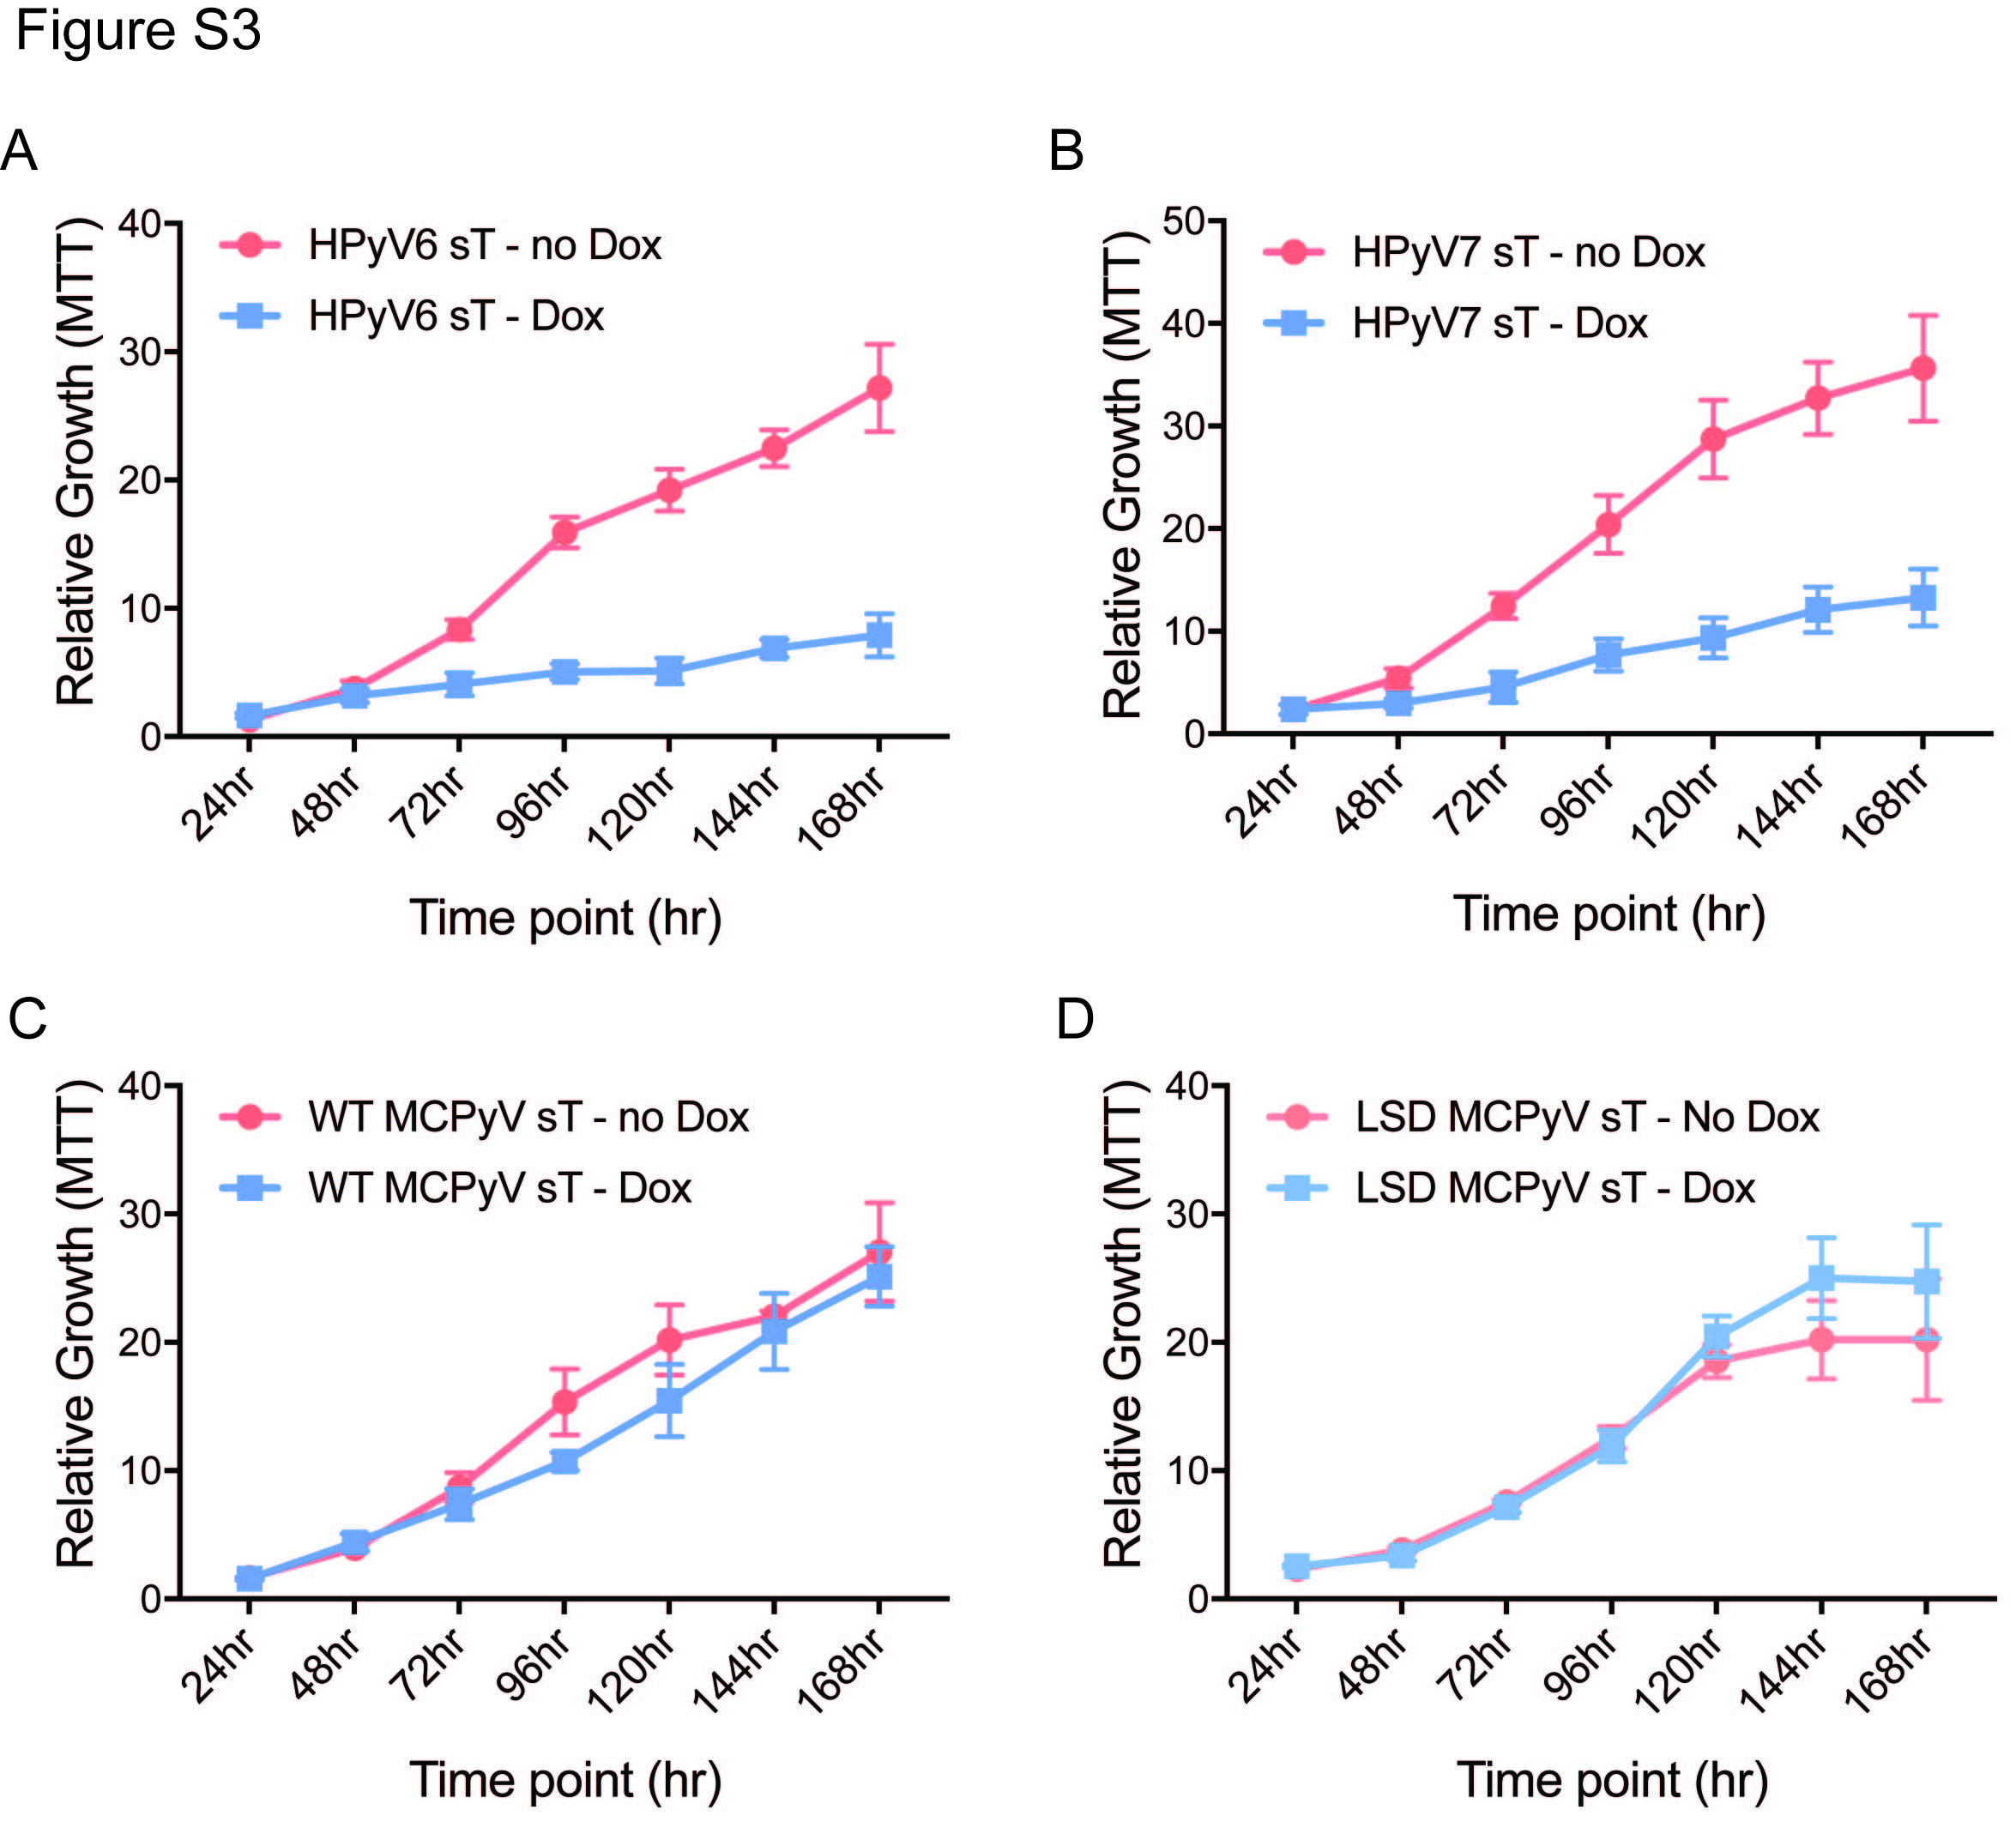 Figure S3
A
HPyV6 sT - no Dox
HPyV6 sT - Dox
Relative Growth (MTT)
40
30
20
10
0
24hr
48hr
72hr
96hr
120hr
144hr
168hr
Time point (hr)
B
HPyV7 sT - no Dox
HPyV7 sT - Dox
Relative Growth (MTT)
50
40
30
20
10
0
24hr
48hr
72hr
96hr
120hr
144hr
168hr
Time point (hr)
C
WT MCPyV sT - no Dox
WT MCPyV sT - Dox
Relative Growth (MTT)
40
30
20
10
0
24hr
48hr
72hr
96hr
120hr
144hr
168hr
Time point (hr)
D
LSD MCPyV sT - No Dox
LSD MCPyV sT - Dox
Relative Growth (MTT)
40
30
20
10
0
24hr
48hr
72hr
96hr
120hr
144hr
168hr
Time point (hr)